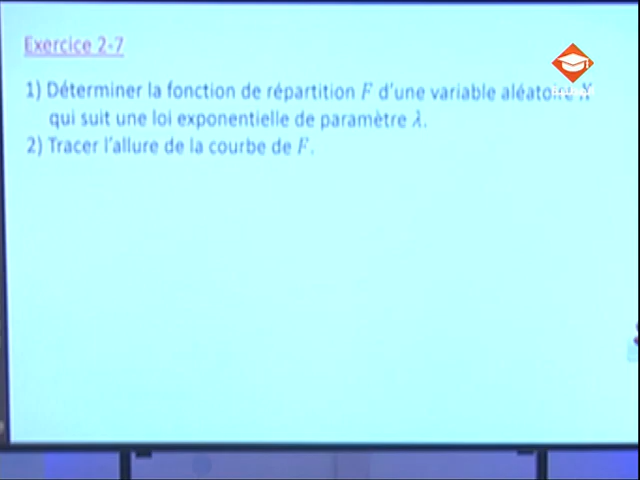 Exercice 2-7
1) Déterminer la fonction de répartition F d'une variable aléatoire X
qui suit une loi exponentielle de paramètre λ.
2) Tracer l'allure de la courbe de F.